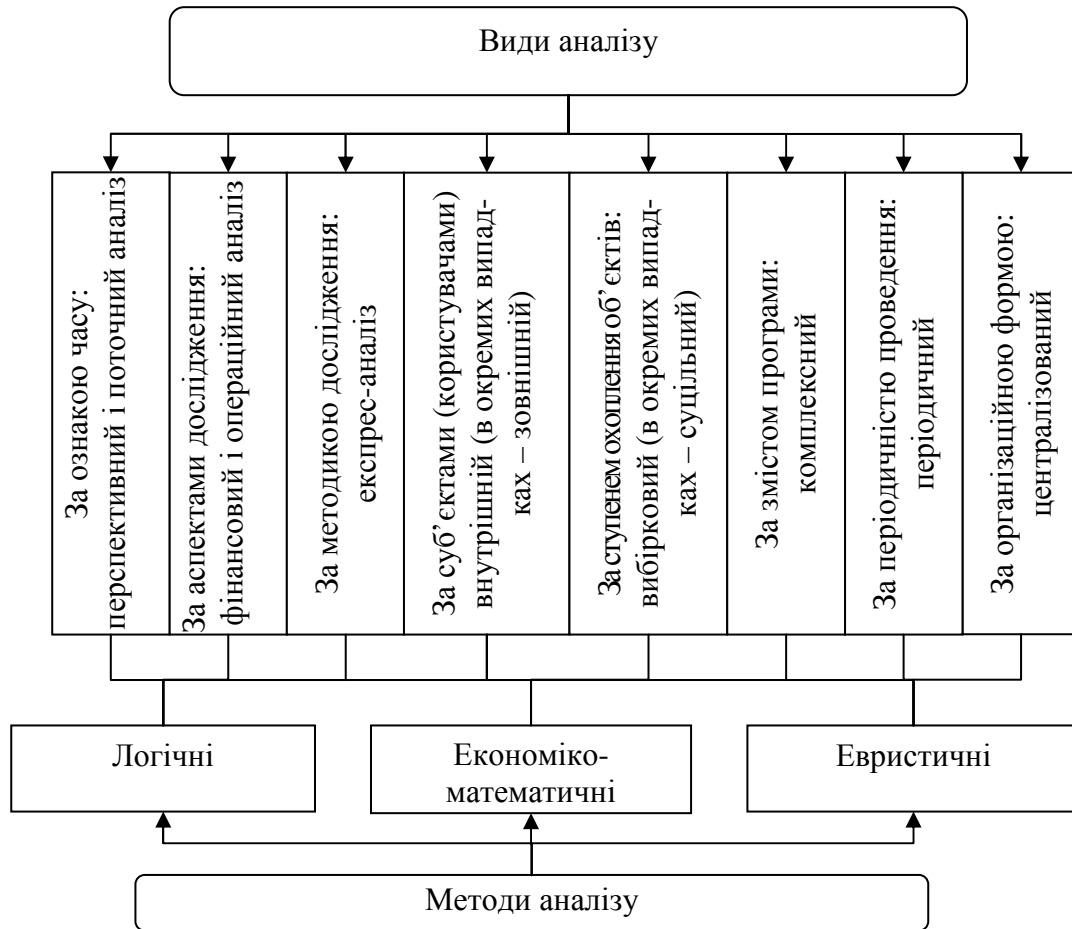 Види аналізу
За ознакою часу:
перспективний і поточний аналіз
За аспектами дослідження:
фінансовий і операційний аналіз
За методикою дослідження:
експрес-аналіз
За суб’єктами (користувачами)
внутрішній (в окремих випад-
ках – зовнішній)
За ступенем охоплення об’єктів:
вибірковий (в окремих випад-
ках – суцільний)
За змістом програми:
комплексний
За періодичністю проведення:
періодичний
За організаційною формою:
централізований
Логічні
Економіко-
математичні
Евристичні
Методи аналізу